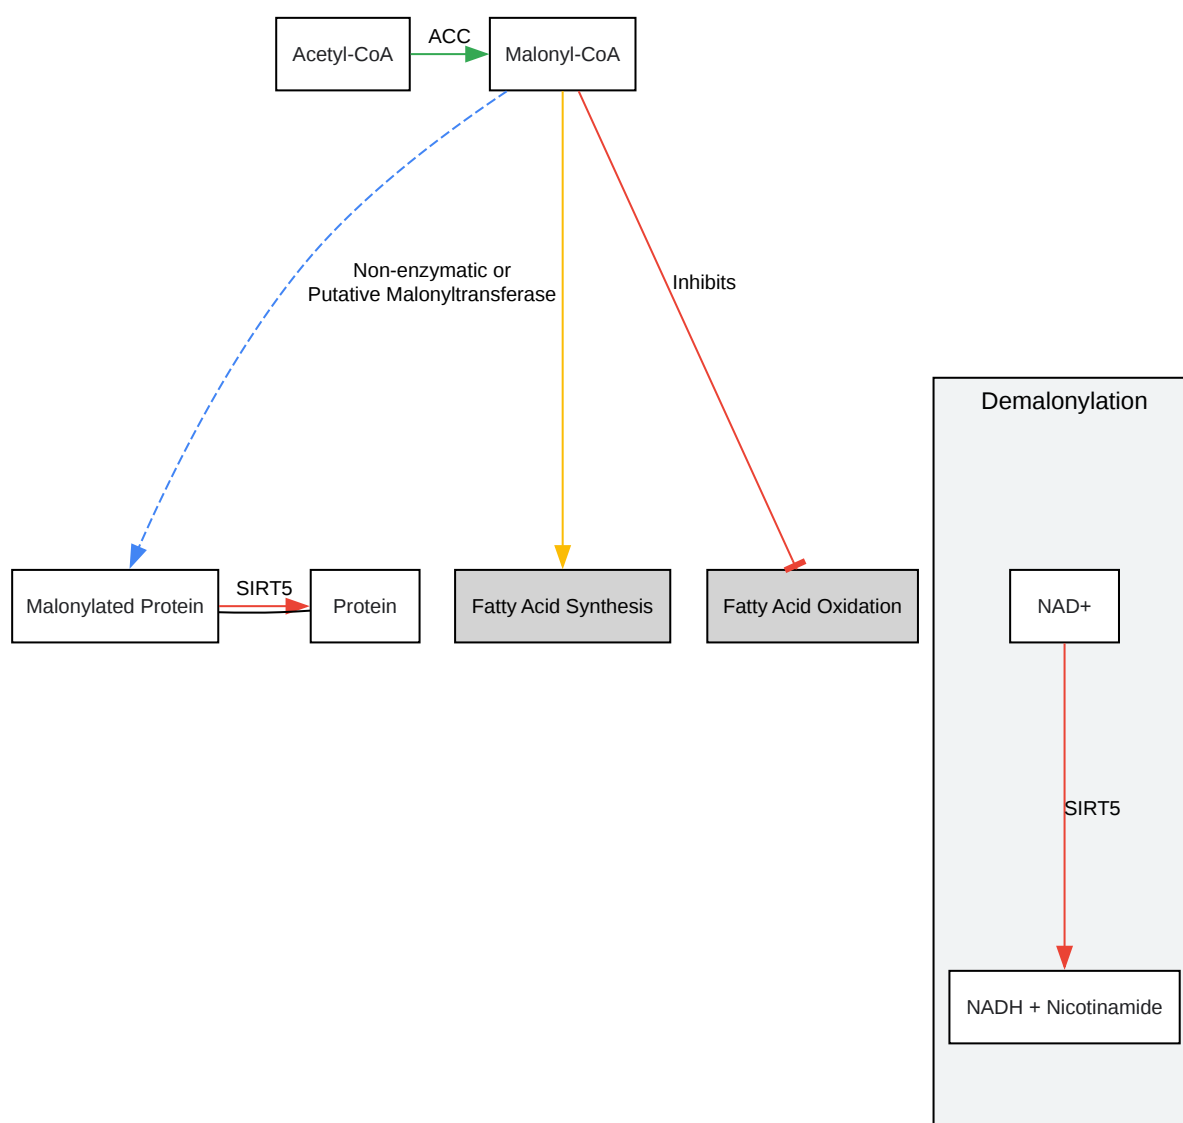 ACC
Acetyl-CoA
Malonyl-CoA
Non-enzymatic or
Putative Malonyltransferase
Inhibits
Demalonylation
SIRT5
Malonylated Protein
Protein
Fatty Acid Synthesis
Fatty Acid Oxidation
NAD+
SIRT5
NADH + Nicotinamide